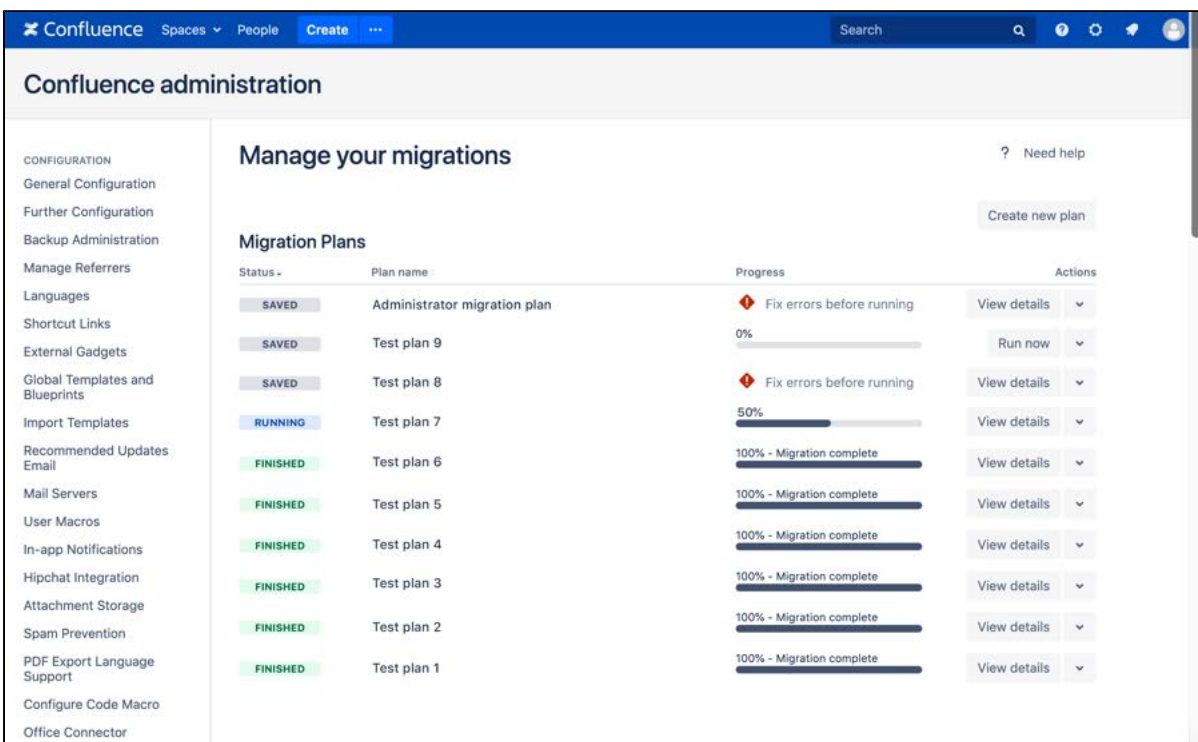 Confluence Spaces People Create ··· Search
Confluence administration
CONFIGURATION
General Configuration
Further Configuration
Backup Administration
Manage Referrers
Languages
Shortcut Links
External Gadgets
Global Templates and
Blueprints
Import Templates
Recommended Updates
Email
Mail Servers
User Macros
In-app Notifications
Hipchat Integration
Attachment Storage
Spam Prevention
PDF Export Language
Support
Configure Code Macro
Office Connector
Manage your migrations
? Need help
Create new plan
Migration Plans
Status Plan name Progress Actions
SAVED Administrator migration plan Fix errors before running View details
SAVED Test plan 9 0% Run now
SAVED Test plan 8 Fix errors before running View details
RUNNING Test plan 7 50% View details
FINISHED Test plan 6 100% - Migration complete View details
FINISHED Test plan 5 100% - Migration complete View details
FINISHED Test plan 4 100% - Migration complete View details
FINISHED Test plan 3 100% - Migration complete View details
FINISHED Test plan 2 100% - Migration complete View details
FINISHED Test plan 1 100% - Migration complete View details